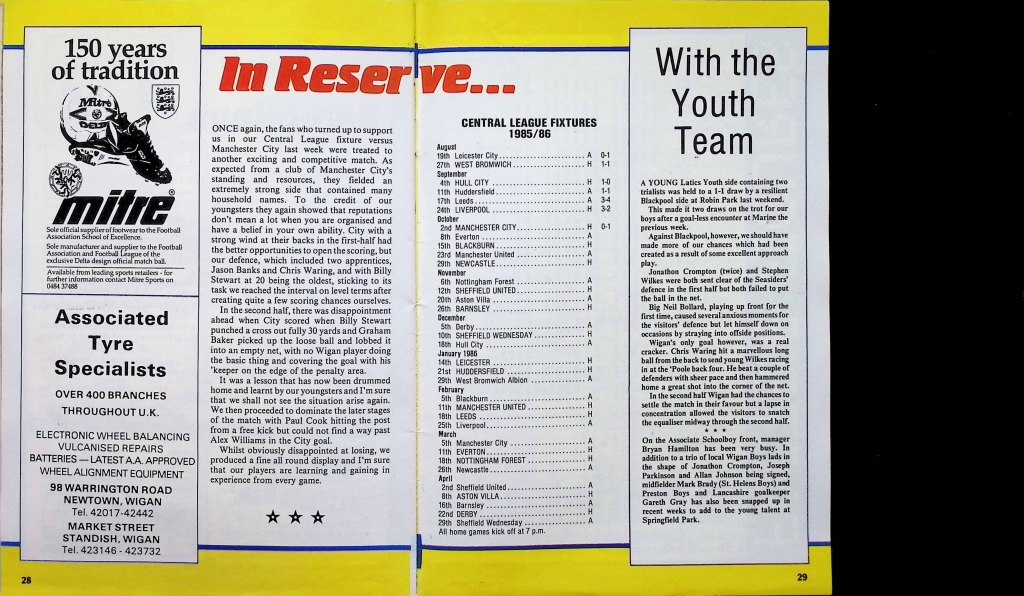 150 years
of tradition
Mitre
DELTA
mitre®
Sole official supplier of footwear to the Football
Association School of Excellence.
Sole manufacturer and supplier to the Football
Association and Football League of the
exclusive Delta design official match ball.
Available from leading sports retailers - for
further information contact Mitre Sports on
0484 37488
Associated
Tyre
Specialists
OVER 400 BRANCHES
THROUGHOUT U.K.
ELECTRONIC WHEEL BALANCING
VULCANISED REPAIRS
BATTERIES — LATEST A.A. APPROVED
WHEEL ALIGNMENT EQUIPMENT
98 WARRINGTON ROAD
NEWTOWN, WIGAN
Tel. 42017-42442
MARKET STREET
STANDISH, WIGAN
Tel. 423146 - 423732
28
In Reserve...
ONCE again, the fans who turned up to support
us in our Central League fixture versus
Manchester City last week were treated to
another exciting and competitive match. As
expected from a club of Manchester City's
standing and resources, they fielded an
extremely strong side that contained many
household names. To the credit of our
youngsters they again showed that reputations
don't mean a lot when you are organised and
have a belief in your own ability. City with a
strong wind at their backs in the first-half had
the better opportunities to open the scoring, but
our defence, which included two apprentices,
Jason Banks and Chris Waring, and with Billy
Stewart at 20 being the oldest, sticking to its
task we reached the interval on level terms after
creating quite a few scoring chances ourselves.
In the second half, there was disappointment
ahead when City scored when Billy Stewart
punched a cross out fully 30 yards and Graham
Baker picked up the loose ball and lobbed it
into an empty net, with no Wigan player doing
the basic thing and covering the goal with his
'keeper on the edge of the penalty area.
It was a lesson that has now been drummed
home and learnt by our youngsters and I'm sure
that we shall not see the situation arise again.
We then proceeded to dominate the later stages
of the match with Paul Cook hitting the post
from a free kick but could not find a way past
Alex Williams in the City goal.
Whilst obviously disappointed at losing, we
produced a fine all round display and I'm sure
that our players are learning and gaining in
experience from every game.
CENTRAL LEAGUE FIXTURES
1985/86
August
19th Leicester City A 0-1
27th WEST BROMWICH H 1-1
September
4th HULL CITY H 1-0
11th Huddersfield A 1-1
17th Leeds A 3-4
24th LIVERPOOL H 3-2
October
2nd MANCHESTER CITY H 0-1
8th Everton A
15th BLACKBURN H
23rd Manchester United A
29th NEWCASTLE H
November
6th Nottingham Forest A
12th SHEFFIELD UNITED H
20th Aston Villa A
26th BARNSLEY H
December
5th Derby A
10th SHEFFIELD WEDNESDAY H
18th Hull City A
January 1986
14th LEICESTER H
21st HUDDERSFIELD H
29th West Bromwich Albion A
February
5th Blackburn A
11th MANCHESTER UNITED H
18th LEEDS H
25th Liverpool A
March
5th Manchester City A
11th EVERTON H
18th NOTTINGHAM FOREST H
26th Newcastle A
April
2nd Sheffield United A
8th ASTON VILLA H
16th Barnsley A
22nd DERBY H
29th Sheffield Wednesday A
All home games kick off at 7 p.m.
With the
Youth
Team
A YOUNG Latics Youth side containing two
trialists was held to a 1-1 draw by a resilient
Blackpool side at Robin Park last weekend.
This made it two draws on the trot for our
boys after a goal-less encounter at Marine the
previous week.
Against Blackpool, however, we should have
made more of our chances which had been
created as a result of some excellent approach
play.
Jonathon Crompton (twice) and Stephen
Wilkes were both sent clear of the Seasiders'
defence in the first half but both failed to put
the ball in the net.
Big Neil Bollard, playing up front for the
first time, caused several anxious moments for
the visitors' defence but let himself down on
occasions by straying into offside positions.
Wigan's only goal however, was a real
cracker. Chris Waring hit a marvellous long
ball from the back to send young Wilkes racing
in at the 'Poole back four. He beat a couple of
defenders with sheer pace and then hammered
home a great shot into the corner of the net.
In the second half Wigan had the chances to
settle the match in their favour but a lapse in
concentration allowed the visitors to snatch
the equaliser midway through the second half.
* * *
On the Associate Schoolboy front, manager
Bryan Hamilton has been very busy. In
addition to a trio of local Wigan Boys lads in
the shape of Jonathon Crompton, Joseph
Parkinson and Allan Johnson being signed,
midfielder Mark Brady (St. Helens Boys) and
Preston Boys and Lancashire goalkeeper
Gareth Gray has also been snapped up in
recent weeks to add to the young talent at
Springfield Park.
29